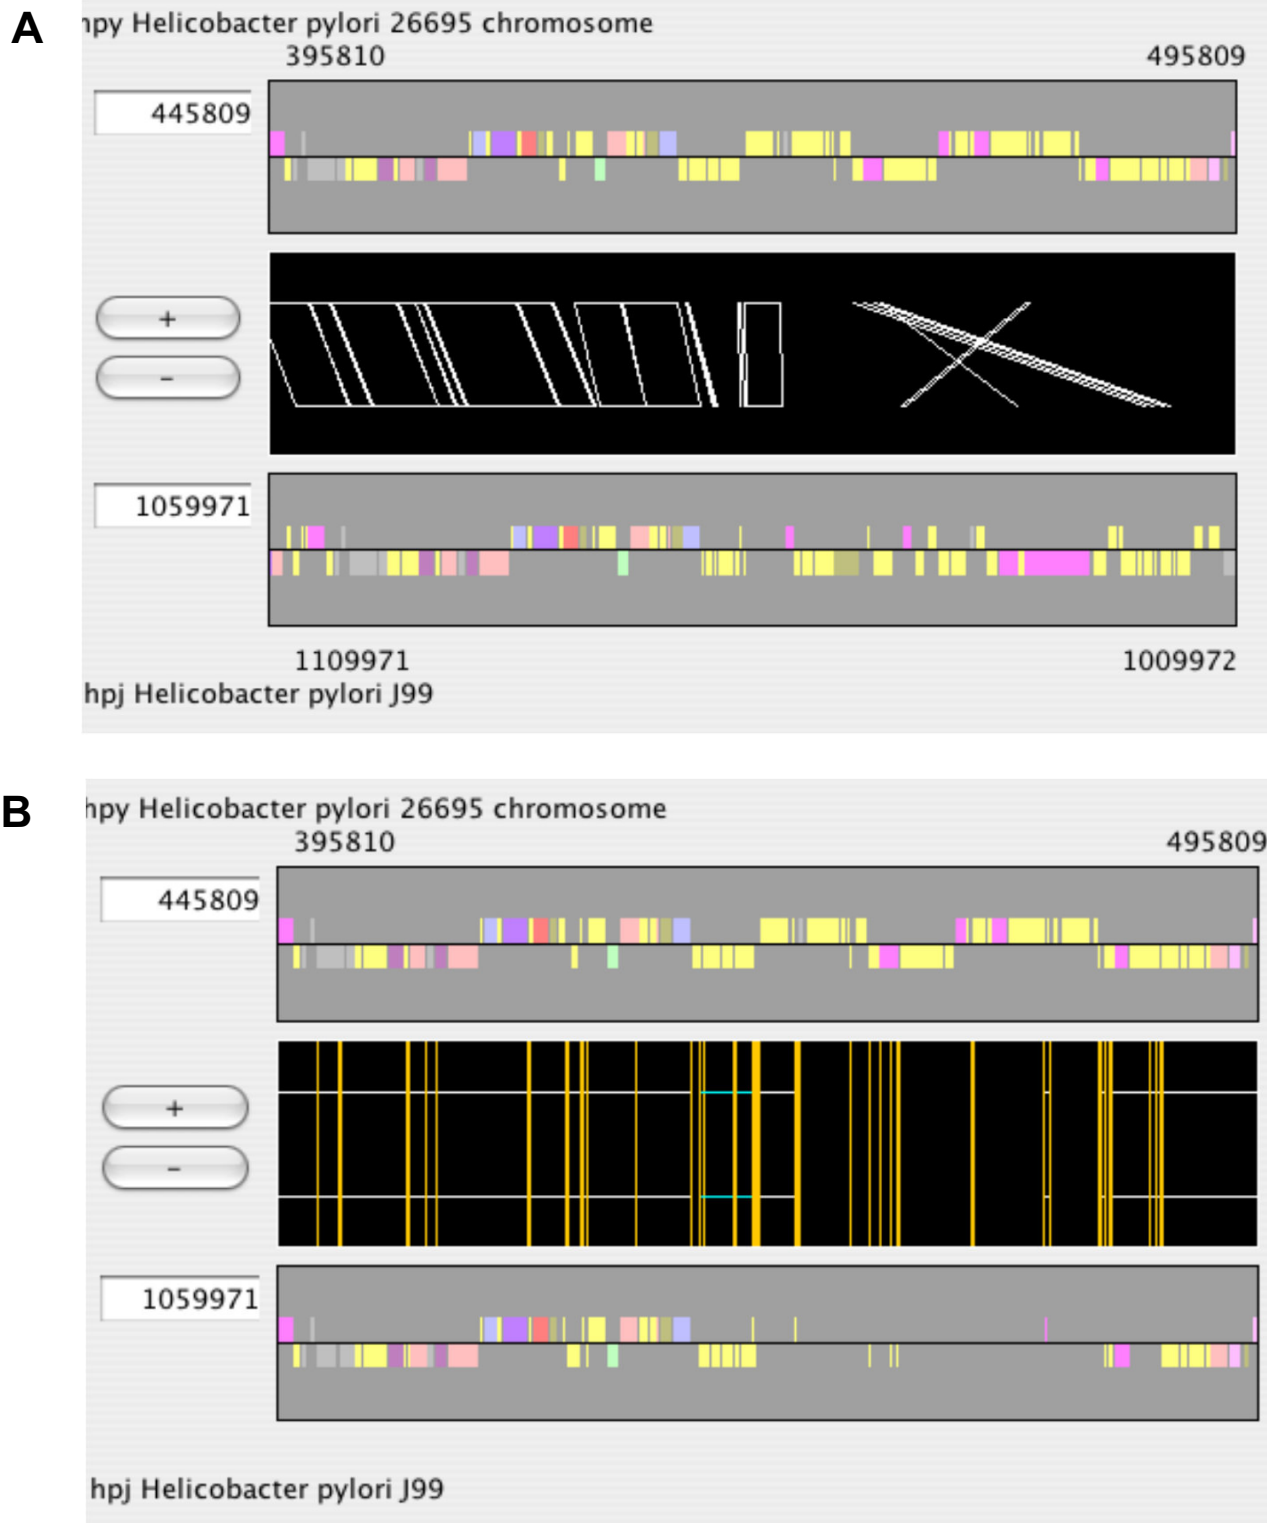 A
hpy Helicobacter pylori 26695 chromosome
395810 495809
445809
+
-
1059971
1109971 1009972
hpj Helicobacter pylori J99
B
hpy Helicobacter pylori 26695 chromosome
395810 495809
445809
+
-
1059971
hpj Helicobacter pylori J99